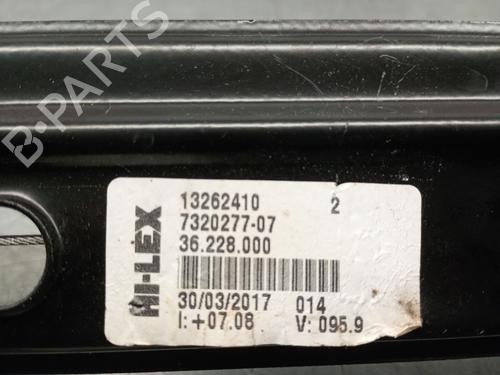 B-PARTS
HI-LEX
13262410 2
7320277-07
36.228.000
30/03/2017 014
I:+07.08 V: 095.9